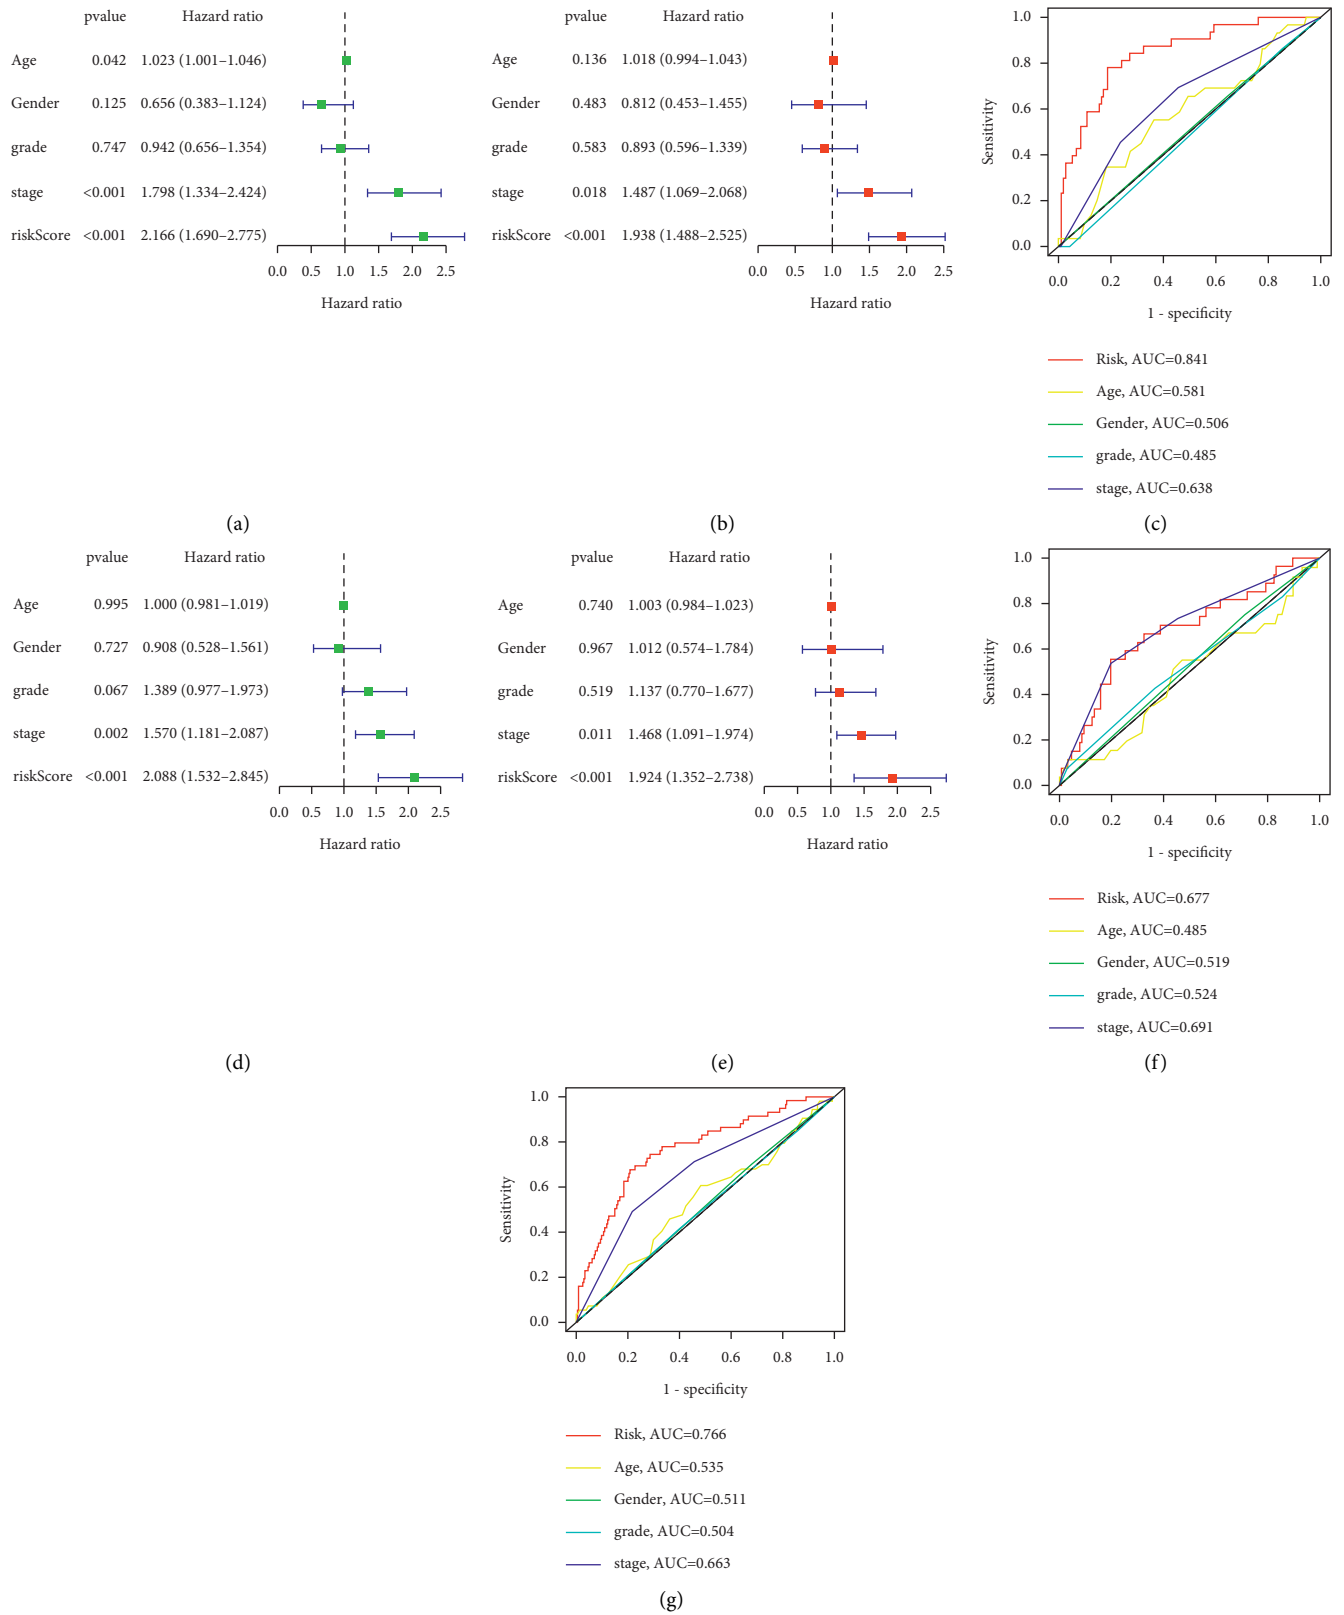 pvalue Hazard ratio
Age 0.042 1.023 (1.001–1.046)
Gender 0.125 0.656 (0.383–1.124)
grade 0.747 0.942 (0.656–1.354)
stage <0.001 1.798 (1.334–2.424)
riskScore <0.001 2.166 (1.690–2.775)
0.0 0.5 1.0 1.5 2.0 2.5
Hazard ratio
(a)
pvalue Hazard ratio
Age 0.136 1.018 (0.994–1.043)
Gender 0.483 0.812 (0.453–1.455)
grade 0.583 0.893 (0.596–1.339)
stage 0.018 1.487 (1.069–2.068)
riskScore <0.001 1.938 (1.488–2.525)
0.0 0.5 1.0 1.5 2.0 2.5
Hazard ratio
(b)
Sensitivity
1.0
0.8
0.6
0.4
0.2
0.0
0.0 0.2 0.4 0.6 0.8 1.0
1 - specificity
Risk, AUC=0.841
Age, AUC=0.581
Gender, AUC=0.506
grade, AUC=0.485
stage, AUC=0.638
(c)
pvalue Hazard ratio
Age 0.995 1.000 (0.981–1.019)
Gender 0.727 0.908 (0.528–1.561)
grade 0.067 1.389 (0.977–1.973)
stage 0.002 1.570 (1.181–2.087)
riskScore <0.001 2.088 (1.532–2.845)
0.0 0.5 1.0 1.5 2.0 2.5
Hazard ratio
(d)
pvalue Hazard ratio
Age 0.740 1.003 (0.984–1.023)
Gender 0.967 1.012 (0.574–1.784)
grade 0.519 1.137 (0.770–1.677)
stage 0.011 1.468 (1.091–1.974)
riskScore <0.001 1.924 (1.352–2.738)
0.0 0.5 1.0 1.5 2.0 2.5
Hazard ratio
(e)
Sensitivity
1.0
0.8
0.6
0.4
0.2
0.0
0.0 0.2 0.4 0.6 0.8 1.0
1 - specificity
Risk, AUC=0.677
Age, AUC=0.485
Gender, AUC=0.519
grade, AUC=0.524
stage, AUC=0.691
(f)
Sensitivity
1.0
0.8
0.6
0.4
0.2
0.0
0.0 0.2 0.4 0.6 0.8 1.0
1 - specificity
Risk, AUC=0.766
Age, AUC=0.535
Gender, AUC=0.511
grade, AUC=0.504
stage, AUC=0.663
(g)